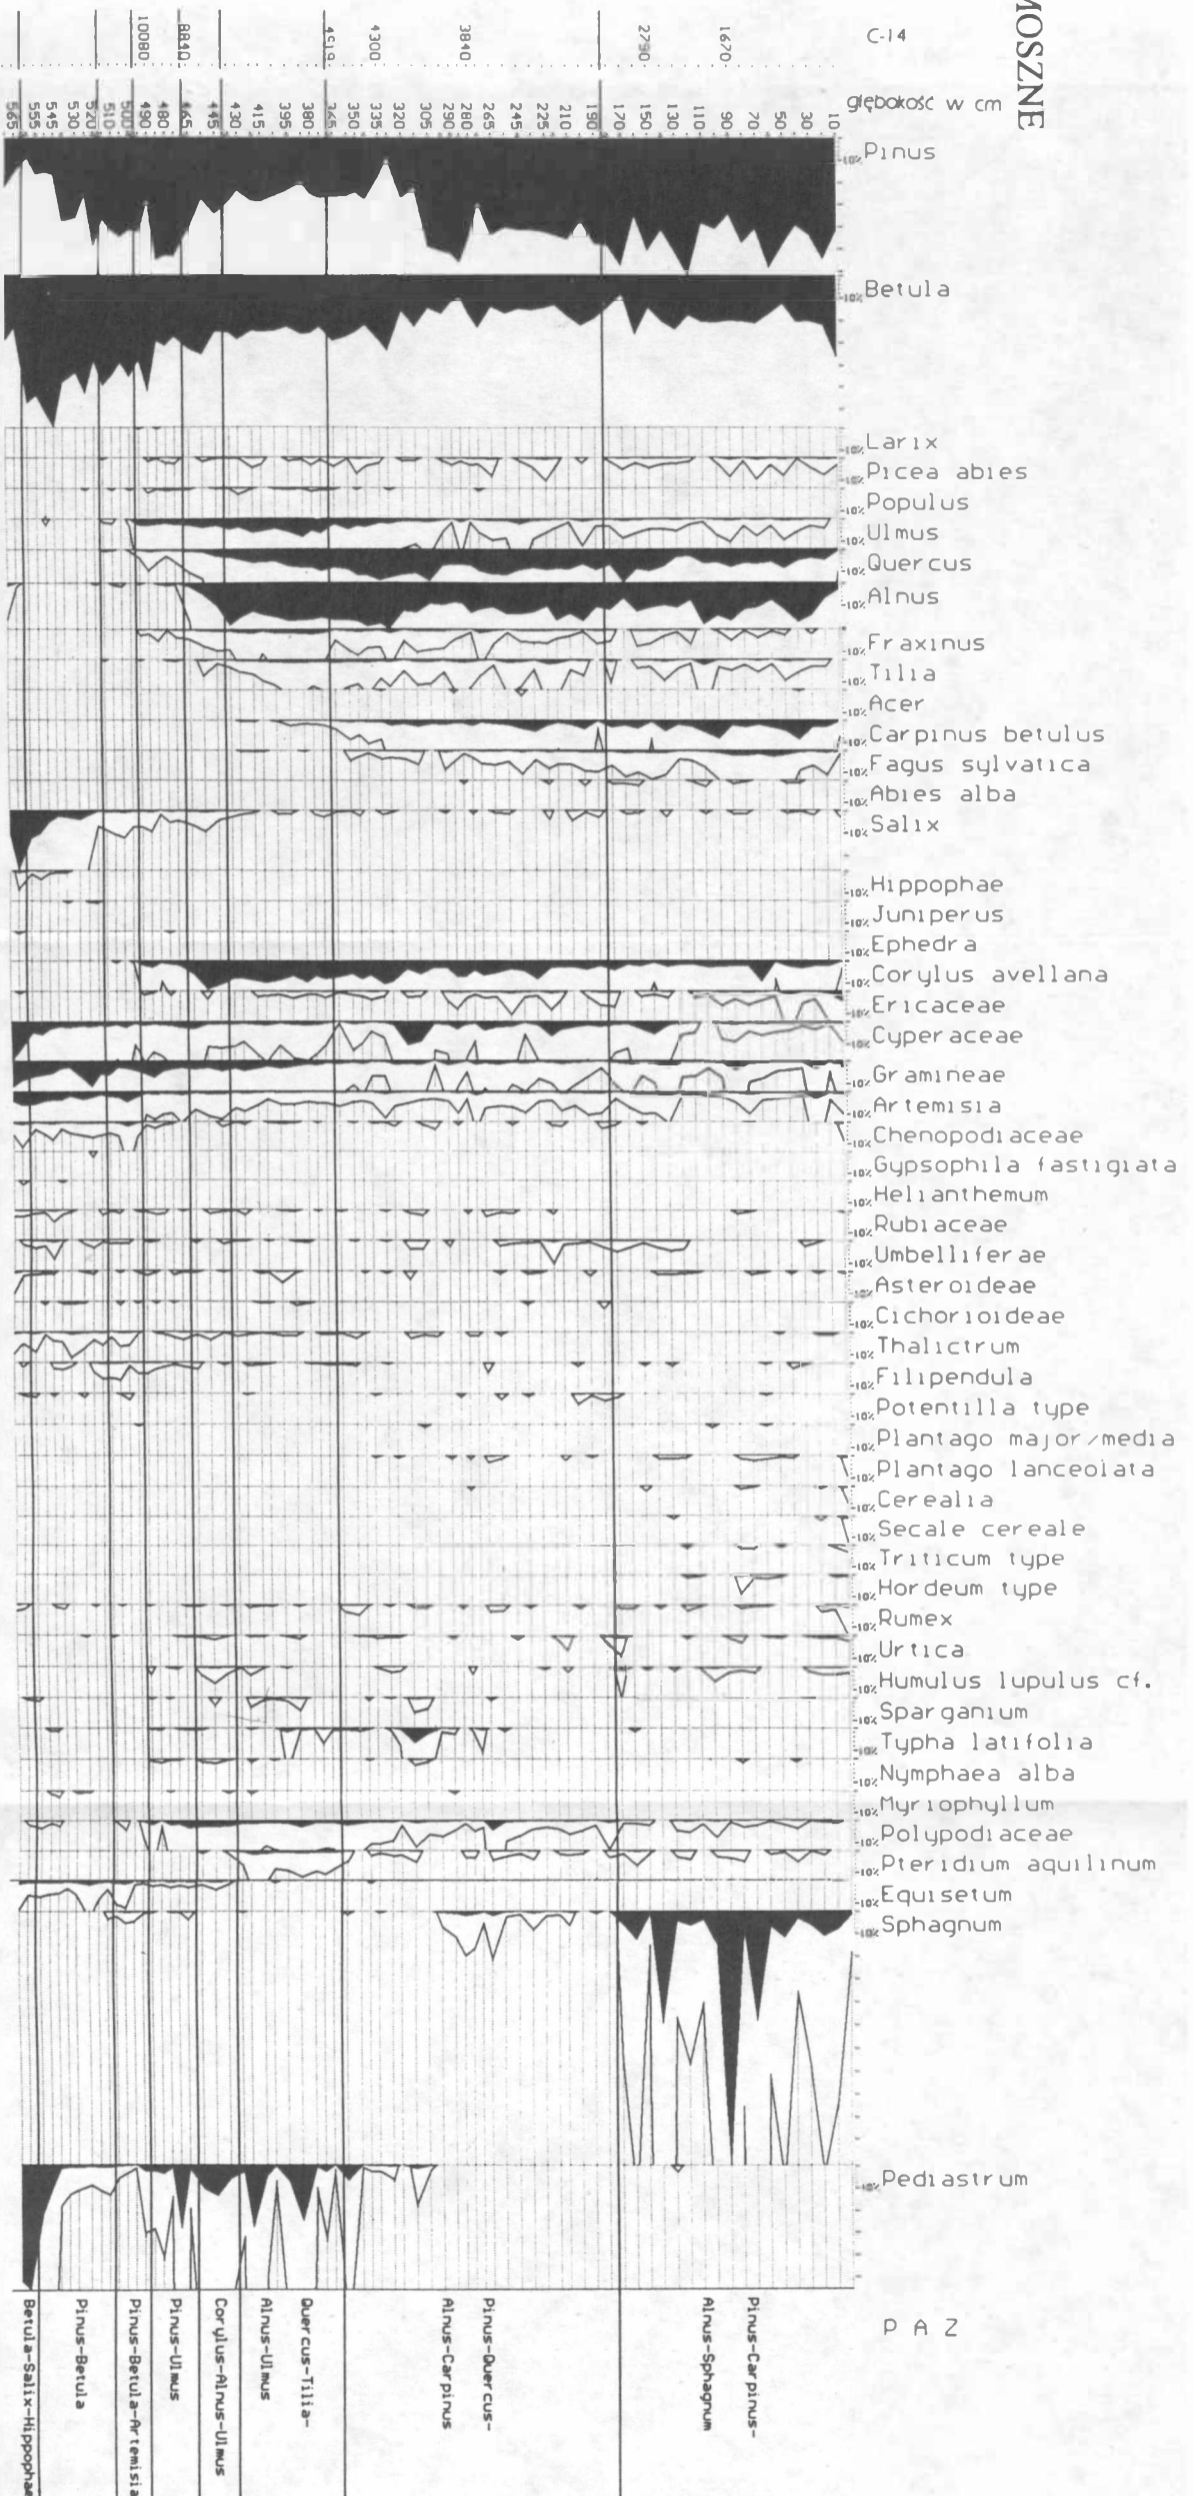 MOSZNE
C-14
10080
8840
4300
3840
2790
1670
głębokość w cm
565 555 545 530 520 510 500 490 480 465 445 430 415 395 380 365 350 335 320 305 290 280 265 245 225 210 190 170 150 130 110 90 70 50 30 10
Pinus
Betula
Larix
Picea abies
Populus
Ulmus
Quercus
Alnus
Fraxinus
Tilia
Acer
Carpinus betulus
Fagus sylvatica
Abies alba
Salix
Hippophae
Juniperus
Ephedra
Corylus avellana
Ericaceae
Cyperaceae
Gramineae
Artemisia
Chenopodiaceae
Gypsophila fastigiata
Helianthemum
Rubiaceae
Umbelliferae
Asteroideae
Cichorioideae
Thalictrum
Filipendula
Potentilla type
Plantago major/media
Plantago lanceolata
Cerealia
Secale cereale
Triticum type
Hordeum type
Rumex
Urtica
Humulus lupulus cf.
Sparganium
Typha latifolia
Nymphaea alba
Myriophyllum
Polypodiaceae
Pteridium aquilinum
Equisetum
Sphagnum
Pediastrum
P A Z
Betula-Salix-Hippophae
Pinus-Betula
Pinus-Betula-Artemisia
Pinus-Ulmus
Corylus-Alnus-Ulmus
Quercus-Tilia-
Alnus-Ulmus
Pinus-Quercus-
Alnus-Carpinus
Pinus-Carpinus-
Alnus-Sphagnum